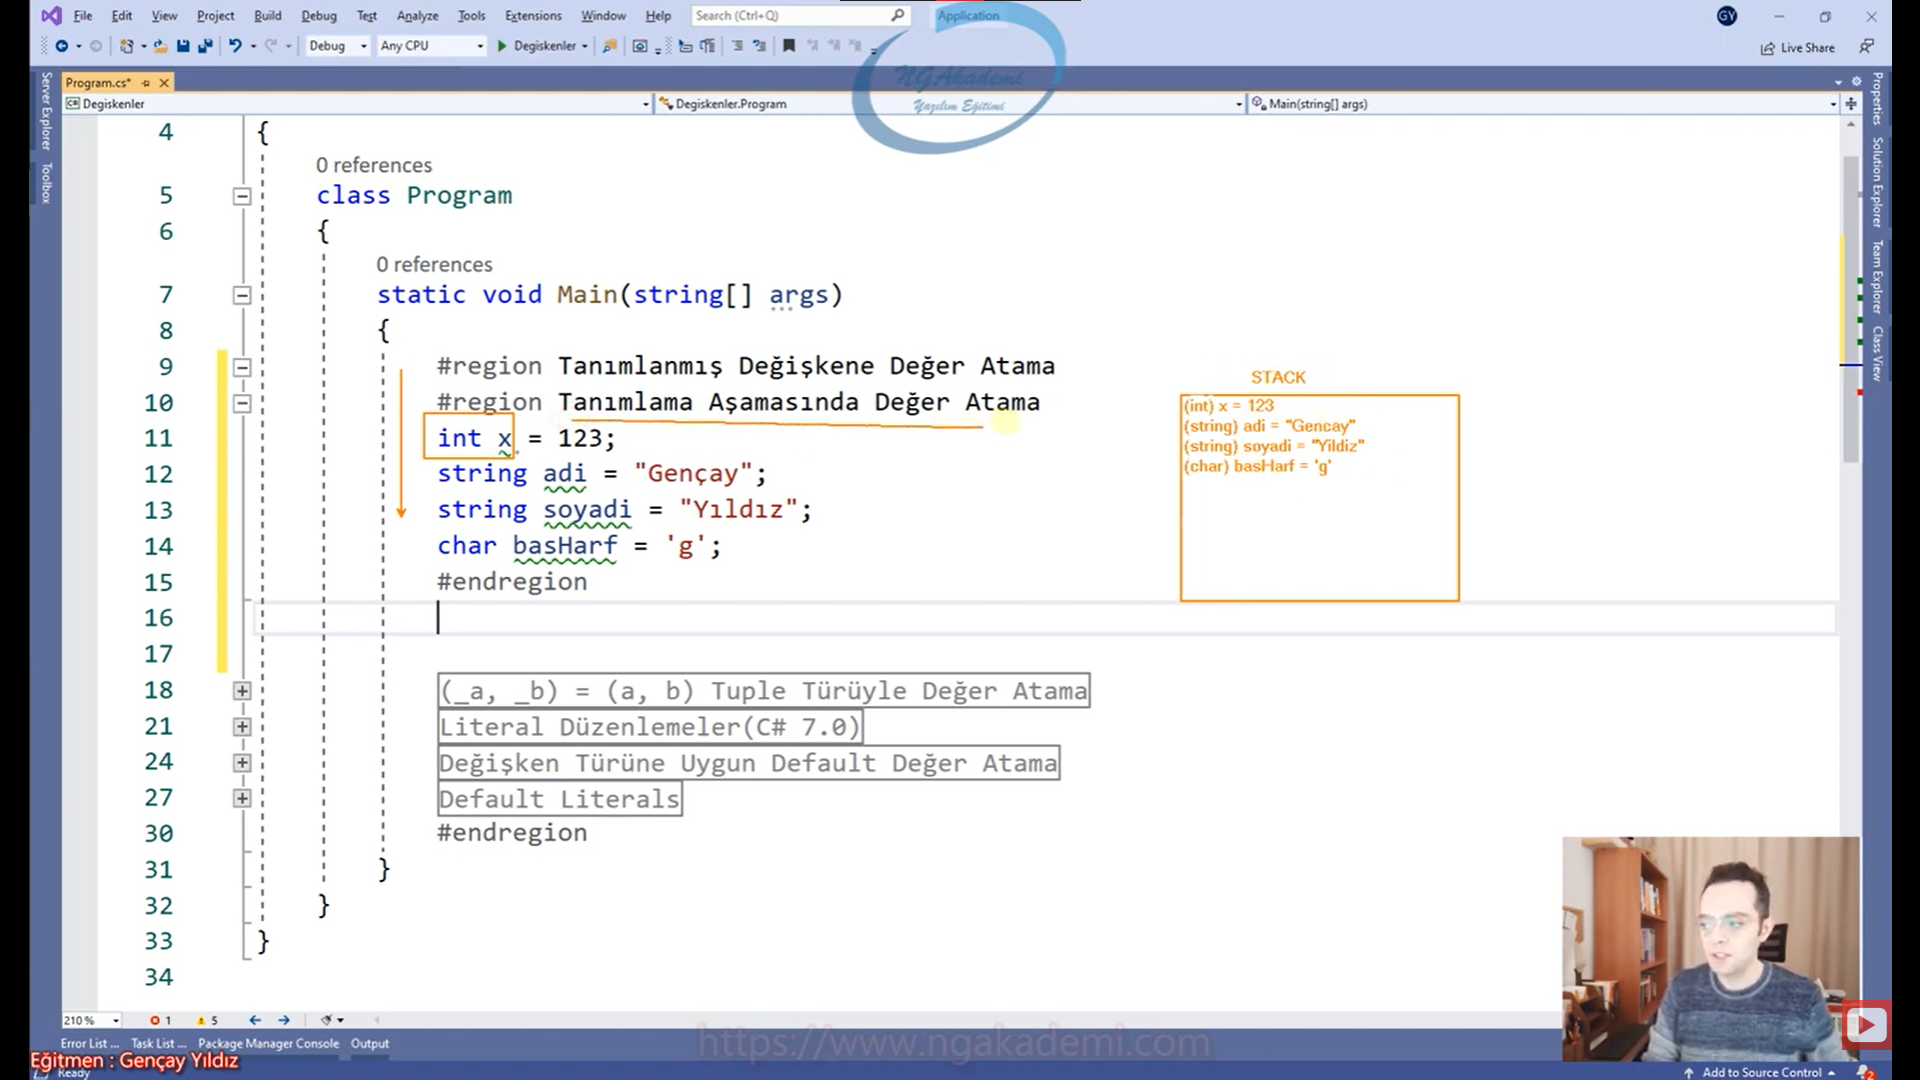 File Edit View Project Build Debug Test Analyze Tools Extensions Window Help Search (Ctrl+Q) Application GY
Debug Any CPU Degiskenler Live Share
NGAkademi
Yazılım Eğitimi
Program.cs*
Degiskenler Degiskenler.Program Main(string[] args)
Server Explorer
Toolbox
Properties
Solution Explorer
Team Explorer
Class View
4 {
0 references
5 class Program
6 {
0 references
7 static void Main(string[] args)
8 {
9 #region Tanımlanmış Değişkene Değer Atama
10 #region Tanımlama Aşamasında Değer Atama
11 int x = 123;
12 string adi = "Gençay";
13 string soyadi = "Yıldız";
14 char basHarf = 'g';
15 #endregion
16
17
18 (_a, _b) = (a, b) Tuple Türüyle Değer Atama
21 Literal Düzenlemeler(C# 7.0)
24 Değişken Türüne Uygun Default Değer Atama
27 Default Literals
30 #endregion
31 }
32 }
33 }
34
STACK
(int) x = 123
(string) adi = "Gencay"
(string) soyadi = "Yildiz"
(char) basHarf = 'g'
210 % 1 5
Error List ... Task List ... Package Manager Console Output
https://www.ngakademi.com
Eğitmen : Gençay Yıldız
Ready Add to Source Control 2